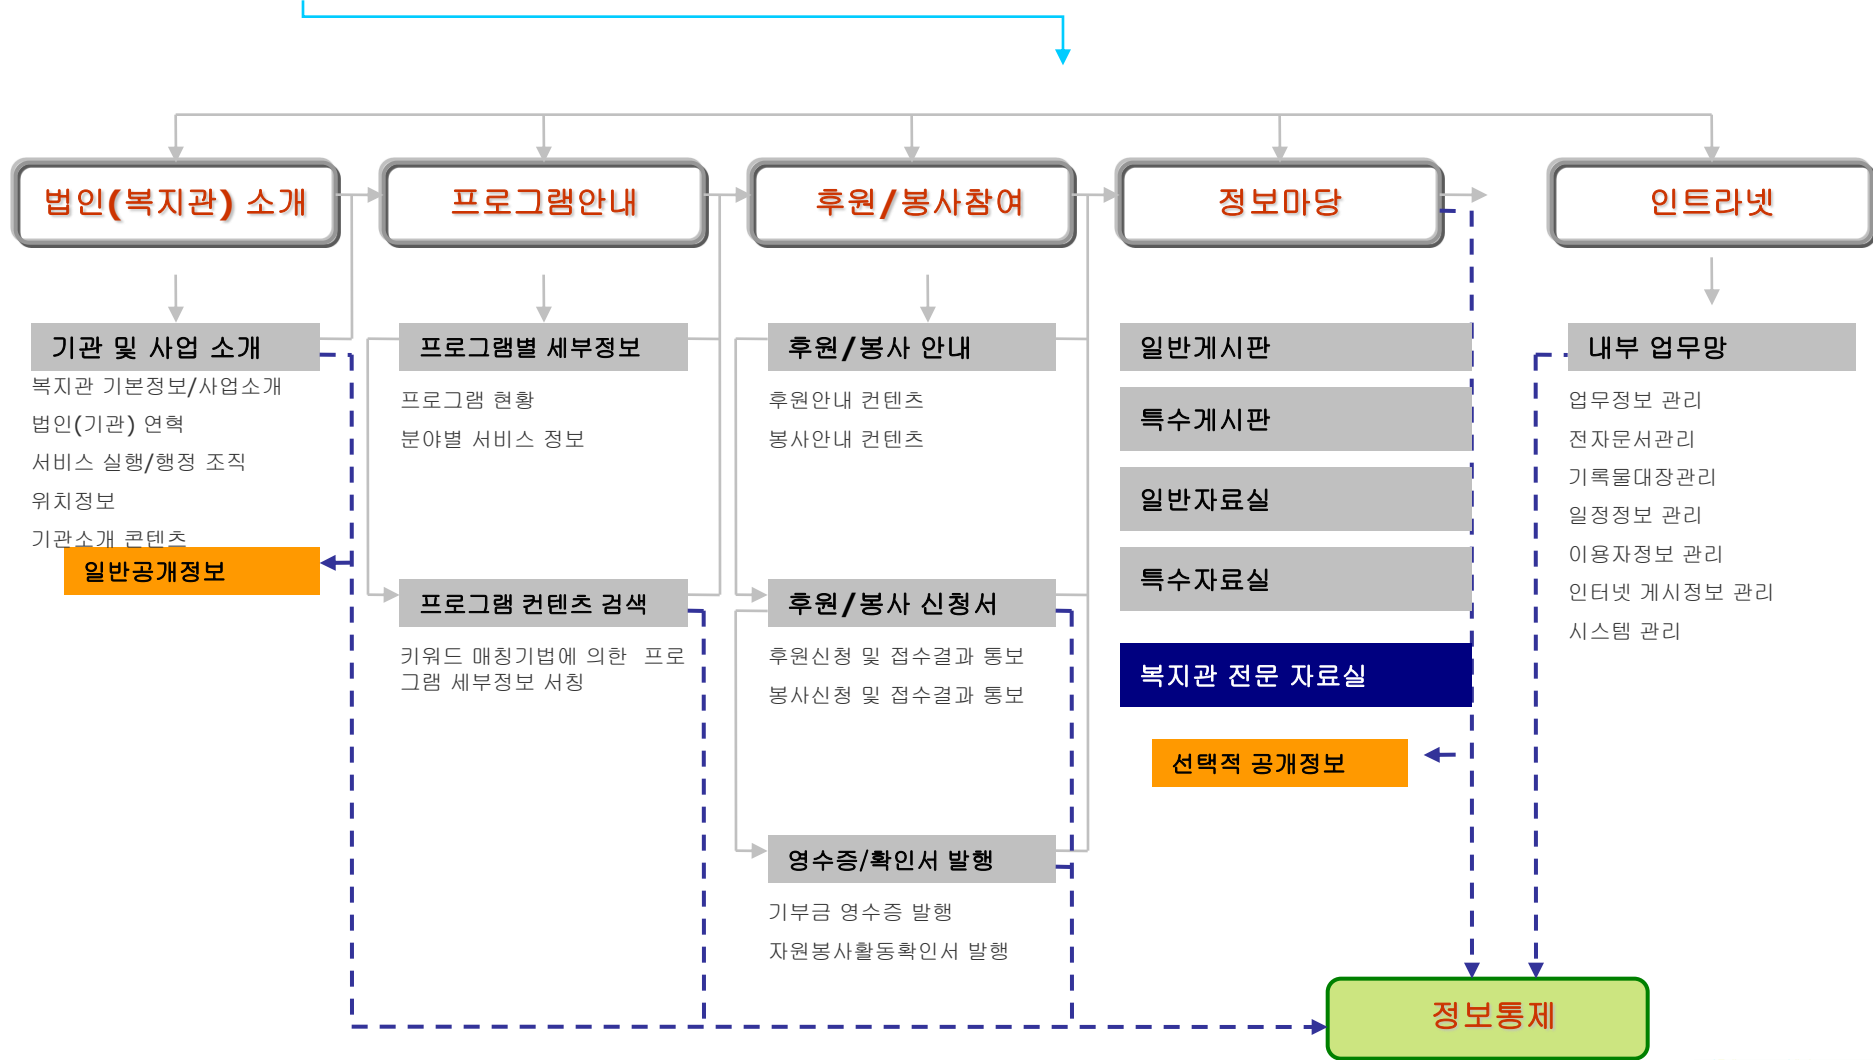 법인(복지관) 소개
프로그램안내
후원/봉사참여
정보마당
인트라넷
기관 및 사업 소개
복지관 기본정보/사업소개
법인(기관) 연혁
서비스 실행/행정 조직
위치정보
기관소개 콘텐츠
일반공개정보
프로그램별 세부정보
프로그램 현황
분야별 서비스 정보
프로그램 컨텐츠 검색
키워드 매칭기법에 의한 프로
그램 세부정보 서칭
후원/봉사 안내
후원안내 컨텐츠
봉사안내 컨텐츠
후원/봉사 신청서
후원신청 및 접수결과 통보
봉사신청 및 접수결과 통보
영수증/확인서 발행
기부금 영수증 발행
자원봉사활동확인서 발행
일반게시판
특수게시판
일반자료실
특수자료실
복지관 전문 자료실
선택적 공개정보
내부 업무망
업무정보 관리
전자문서관리
기록물대장관리
일정정보 관리
이용자정보 관리
인터넷 게시정보 관리
시스템 관리
정보통제